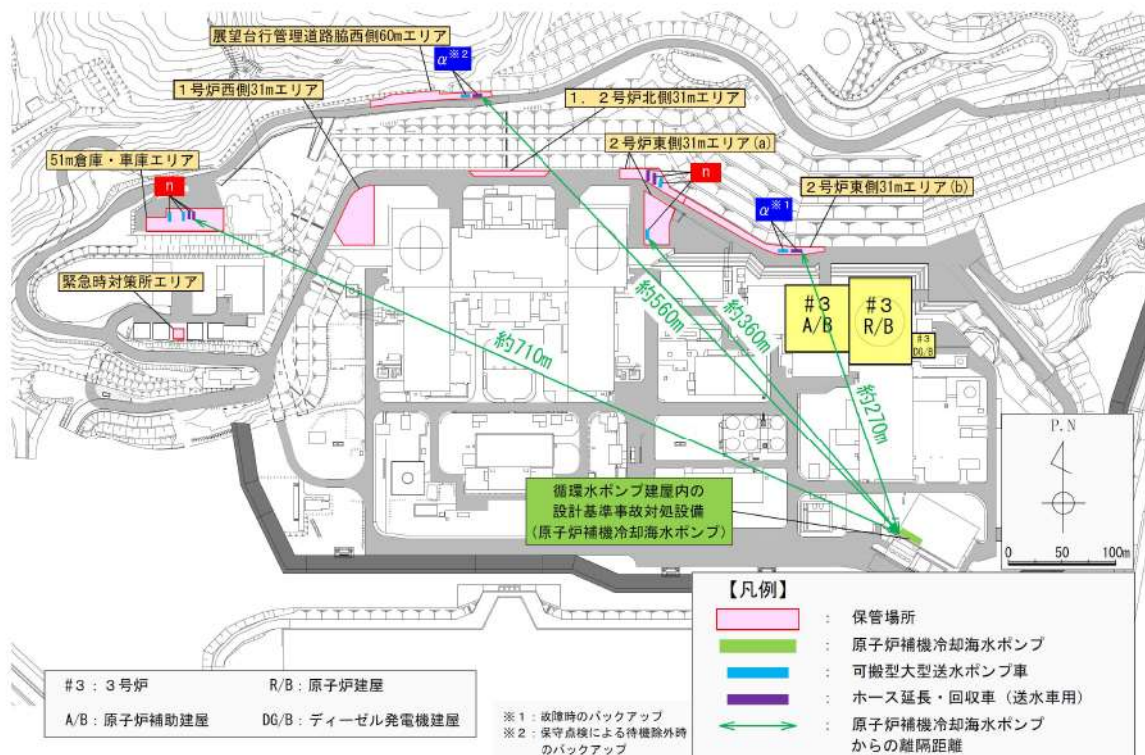 展望台行管理道路脇西側60mエリア
α※2
1号炉西側31mエリア
1．2号炉北側31mエリア
2号炉東側31mエリア(a)
51m倉庫・車庫エリア
n
n
2号炉東側31mエリア(b)
α※1
緊急時対策所エリア
#3
A/B
#3
R/B
#3
DG/B
約710m
約560m
約360m
約270m
循環水ポンプ建屋内の
設計基準事故対処設備
(原子炉補機冷却海水ポンプ)
P.N
0 50 100m
【凡例】
： 保管場所
： 原子炉補機冷却海水ポンプ
： 可搬型大型送水ポンプ車
： ホース延長・回収車（送水車用）
： 原子炉補機冷却海水ポンプ
からの離隔距離
#3：3号炉 R/B：原子炉建屋
A/B：原子炉補助建屋 DG/B：ディーゼル発電機建屋
※1：故障時のバックアップ
※2：保守点検による待機除外時
のバックアップ